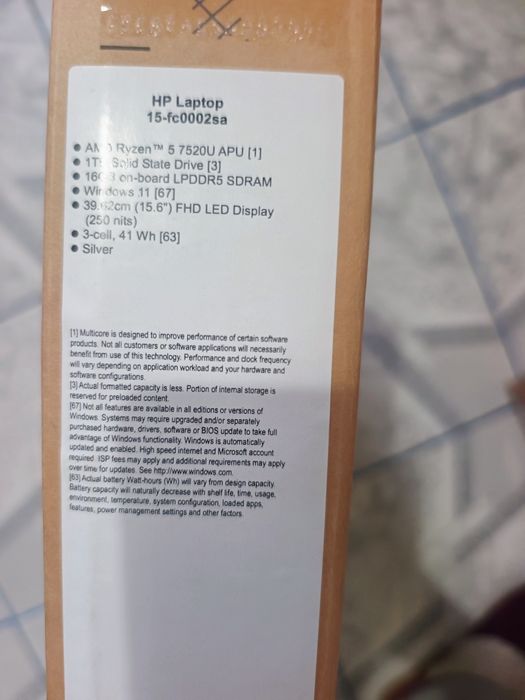 HP Laptop
15-fc0002sa
• AMD Ryzen™ 5 7520U APU [1]
• 1TB Solid State Drive [3]
• 16GB on-board LPDDR5 SDRAM
• Windows 11 [67]
• 39.62cm (15.6") FHD LED Display
(250 nits)
• 3-cell, 41 Wh [63]
• Silver
[1] Multicore is designed to improve performance of certain software
products. Not all customers or software applications will necessarily
benefit from use of this technology. Performance and clock frequency
will vary depending on application workload and your hardware and
software configurations.
[3] Actual formatted capacity is less. Portion of internal storage is
reserved for preloaded content.
[67] Not all features are available in all editions or versions of
Windows. Systems may require upgraded and/or separately
purchased hardware, drivers, software or BIOS update to take full
advantage of Windows functionality. Windows is automatically
updated and enabled. High speed internet and Microsoft account
required. ISP fees may apply and additional requirements may apply
over time for updates. See http://www.windows.com.
[63] Actual battery Watt-hours (Wh) will vary from design capacity.
Battery capacity will naturally decrease with shelf life, time, usage,
environment, temperature, system configuration, loaded apps,
features, power management settings and other factors.